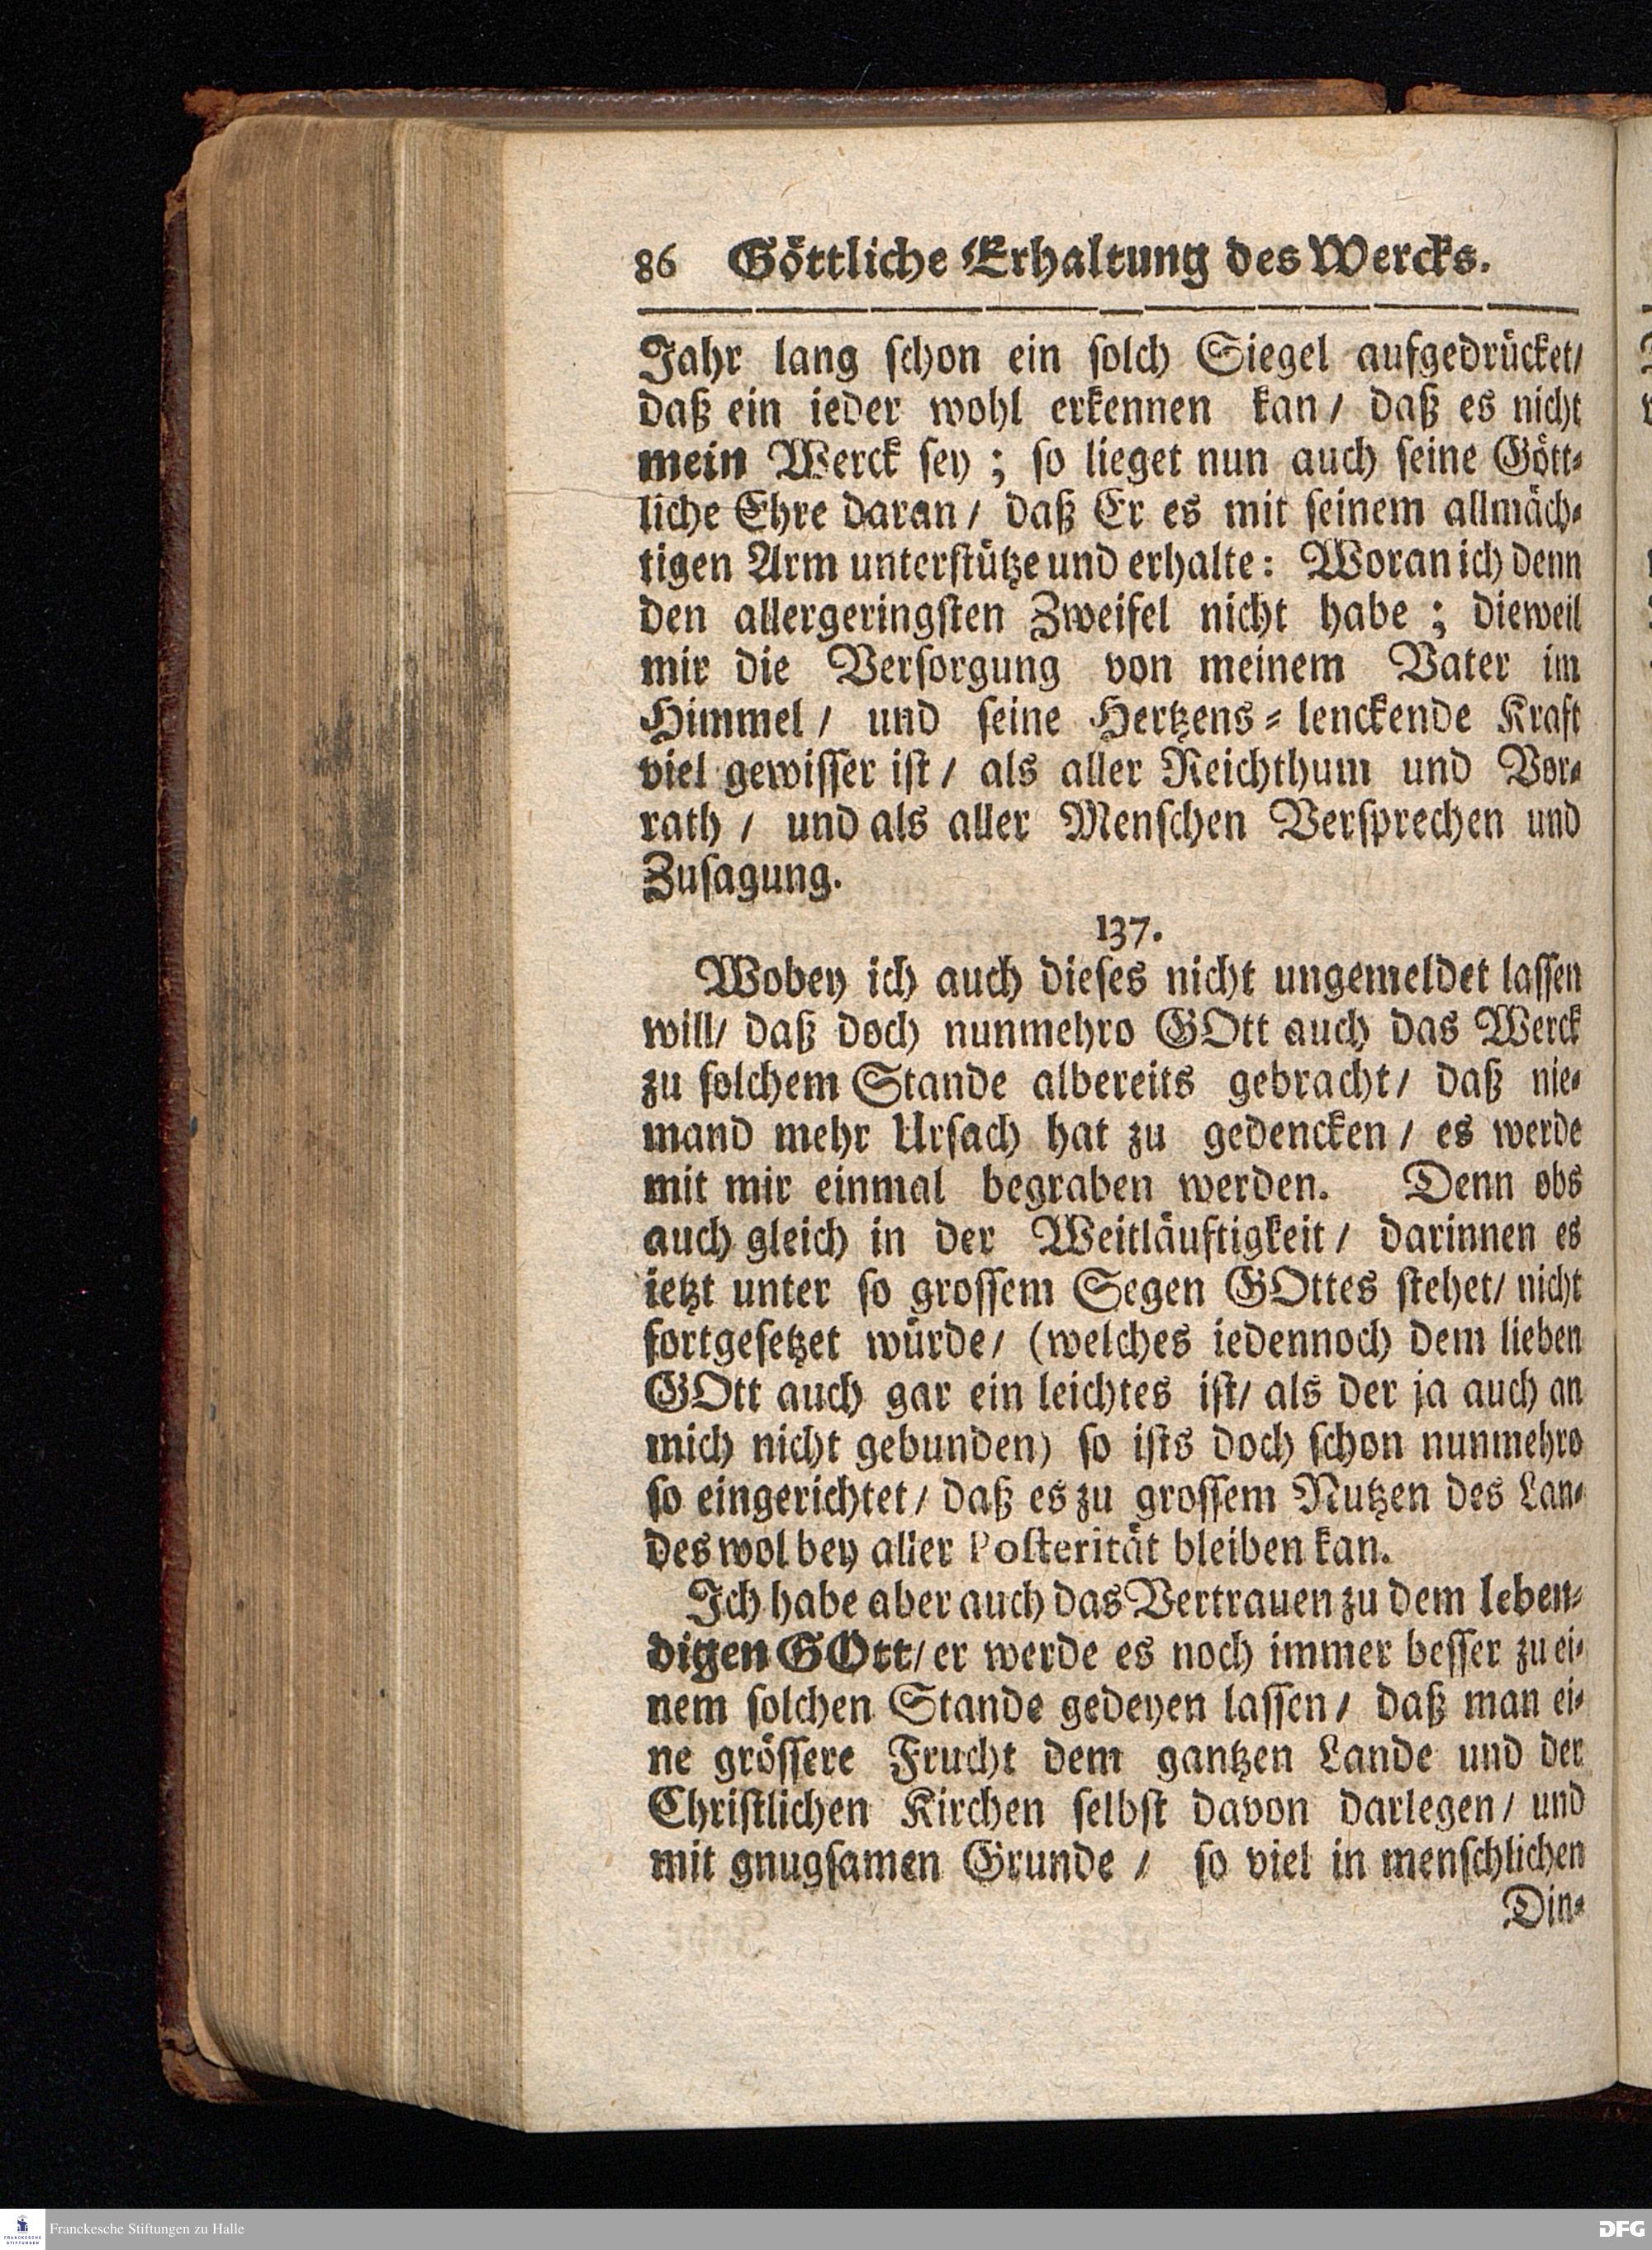 86 Göttliche Erhaltung des Wercks.
Jahr lang ſchon ein ſolch Siegel aufgedrücket/
daß ein ieder wohl erkennen kan/ daß es nicht
mein Werck ſey; ſo lieget nun auch ſeine Gött-
liche Ehre daran/ daß Er es mit ſeinem allmäch-
tigen Arm unterſtütze und erhalte: Woran ich denn
den allergeringſten Zweifel nicht habe; dieweil
mir die Verſorgung von meinem Vater im
Himmel/ und ſeine Hertzens-lenckende Kraft
viel gewiſſer iſt/ als aller Reichthum und Vor-
rath/ und als aller Menſchen Verſprechen und
Zuſagung.
137.
Wobey ich auch dieſes nicht ungemeldet laſſen
will/ daß doch nunmehro GOtt auch das Werck
zu ſolchem Stande albereits gebracht/ daß nie-
mand mehr Urſach hat zu gedencken/ es werde
mit mir einmal begraben werden. Denn obs
auch gleich in der Weitläuftigkeit/ darinnen es
ietzt unter ſo groſſem Segen GOttes ſtehet/ nicht
fortgeſetzet würde/ (welches iedennoch dem lieben
GOtt auch gar ein leichtes iſt/ als der ja auch an
mich nicht gebunden) ſo iſts doch ſchon nunmehro
ſo eingerichtet/ daß es zu groſſem Nutzen des Lan-
des wol bey aller Poſterität bleiben kan.
Ich habe aber auch das Vertrauen zu dem leben-
digen GOtt/ er werde es noch immer beſſer zu ei-
nem ſolchen Stande gedeyen laſſen/ daß man ei-
ne gröſſere Frucht dem gantzen Lande und der
Chriſtlichen Kirchen ſelbſt davon darlegen/ und
mit gnugſamen Grunde/ ſo viel in menſchlichen
Din-
Franckesche Stiftungen zu Halle
DFG